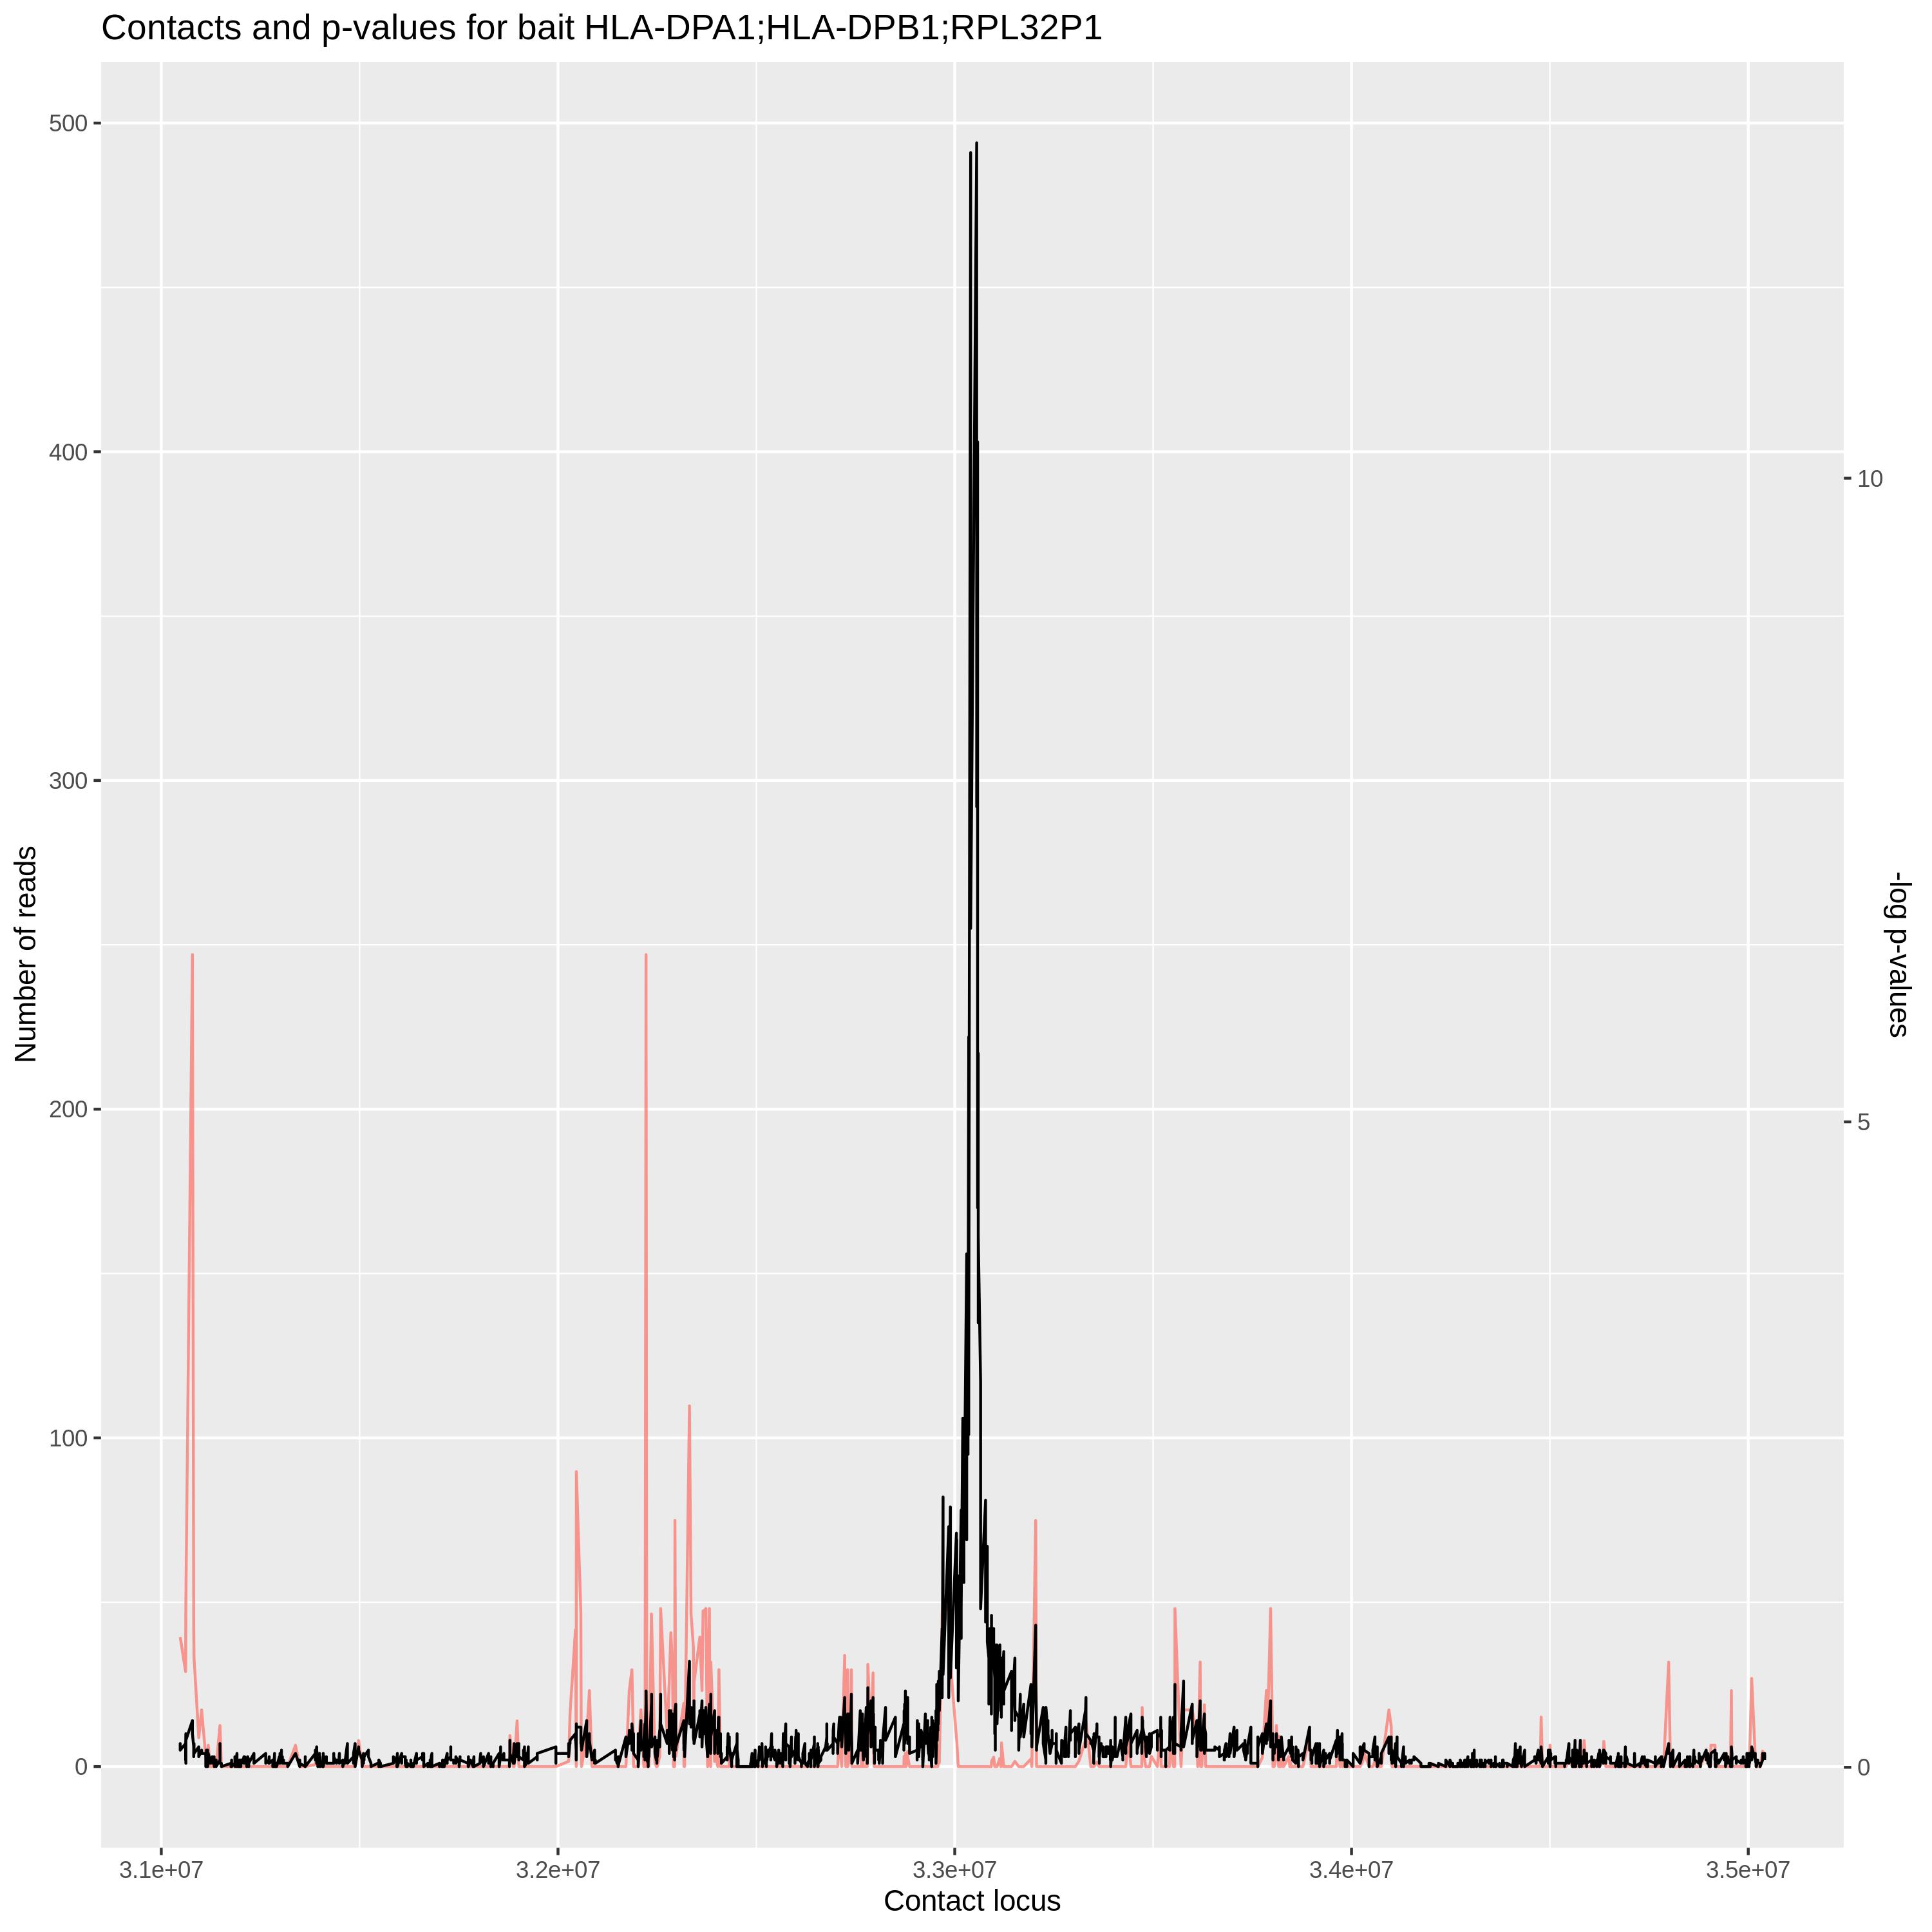 Contacts and p-values for bait HLA-DPA1;HLA-DPB1;RPL32P1
500
400
300
200
100
0
Number of reads
10
5
0
-log p-values
3.1e+07
3.2e+07
3.3e+07
3.4e+07
3.5e+07
Contact locus